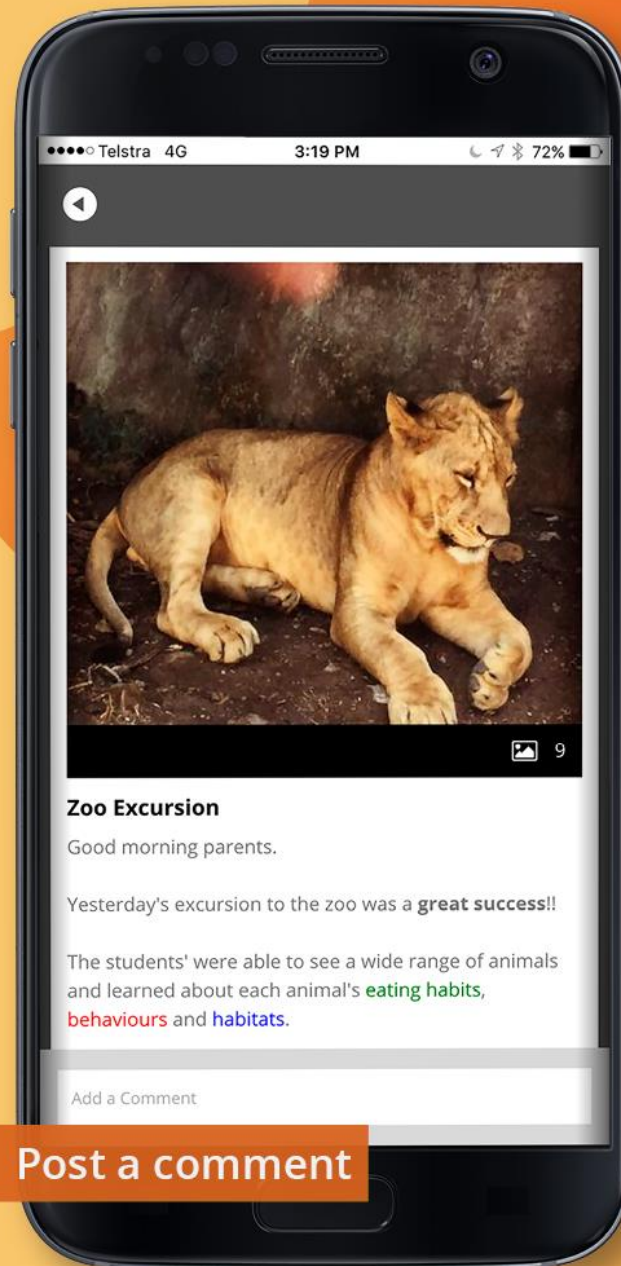 Telstra 4G 3:19 PM 72%
9
Zoo Excursion
Good morning parents.
Yesterday's excursion to the zoo was a great success!!
The students' were able to see a wide range of animals
and learned about each animal's eating habits,
behaviours and habitats.
Add a Comment
Post a comment